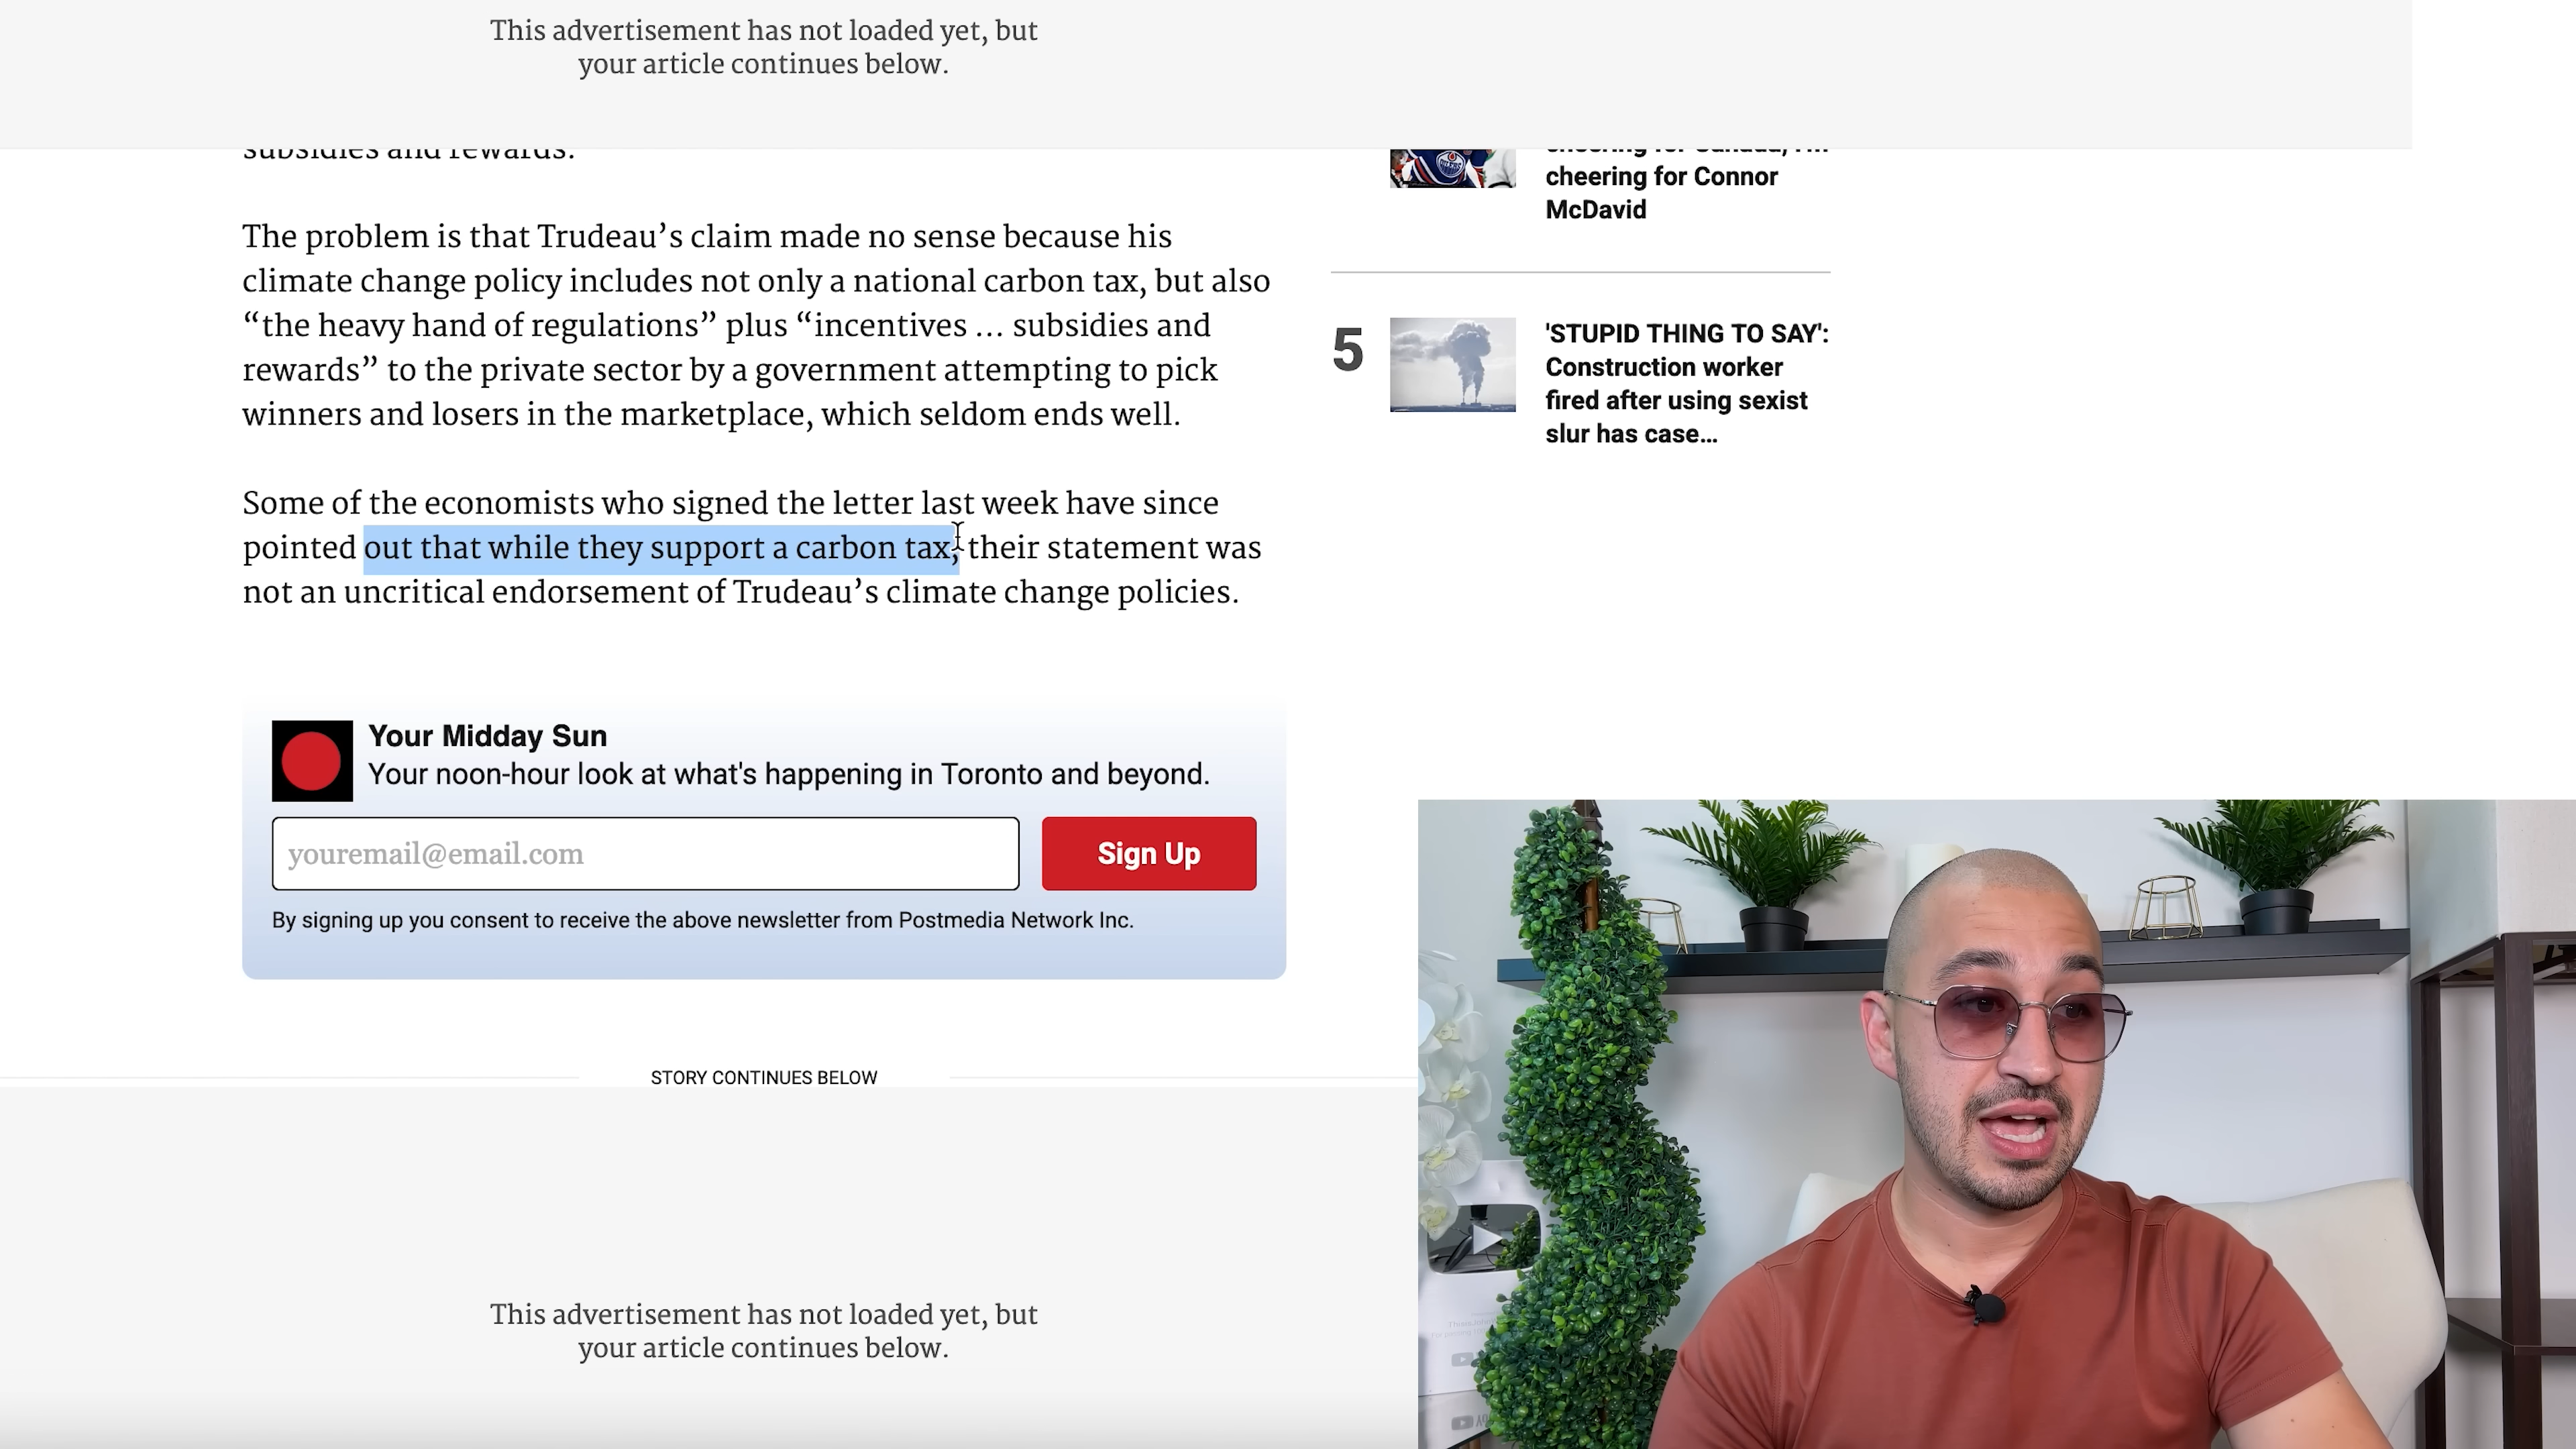 This advertisement has not loaded yet, but
your article continues below.
subsidies and rewards.
The problem is that Trudeau’s claim made no sense because his
climate change policy includes not only a national carbon tax, but also
“the heavy hand of regulations” plus “incentives … subsidies and
rewards” to the private sector by a government attempting to pick
winners and losers in the marketplace, which seldom ends well.
Some of the economists who signed the letter last week have since
pointed out that while they support a carbon tax, their statement was
not an uncritical endorsement of Trudeau’s climate change policies.
Your Midday Sun
Your noon-hour look at what's happening in Toronto and beyond.
youremail@email.com
Sign Up
By signing up you consent to receive the above newsletter from Postmedia Network Inc.
STORY CONTINUES BELOW
This advertisement has not loaded yet, but
your article continues below.
cheering for Canada,
cheering for Connor
McDavid
5
'STUPID THING TO SAY':
Construction worker
fired after using sexist
slur has case...